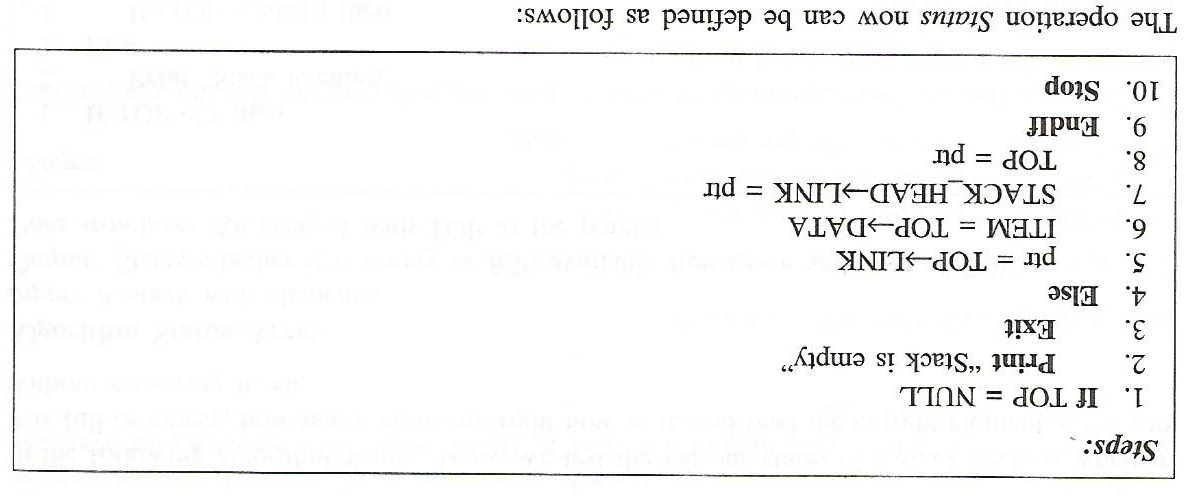 Steps:
1. If TOP = NULL
2. Print “Stack is empty”
3. Exit
4. Else
5. ptr = TOP→LINK
6. ITEM = TOP→DATA
7. STACK_HEAD→LINK = ptr
8. TOP = ptr
9. EndIf
10. Stop
The operation Status now can be defined as follows: